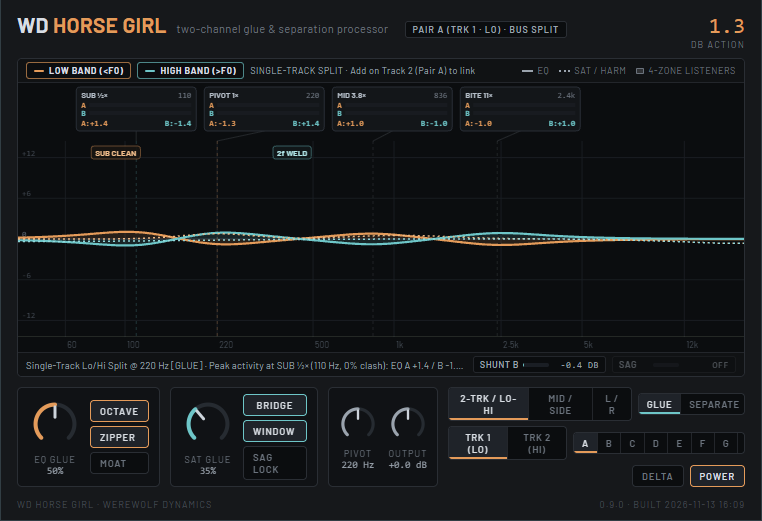 WD HORSE GIRL two-channel glue & separation processor PAIR A (TRK 1 · LO) · BUS SPLIT 1.3
DB ACTION
LOW BAND (<F0) HIGH BAND (>F0) SINGLE-TRACK SPLIT · Add on Track 2 (Pair A) to link EQ SAT / HARM 4-ZONE LISTENERS
SUB ½× 110 PIVOT 1× 220 MID 3.8× 836 BITE 11× 2.4k
A A A A
B B B B
A:+1.4 B:-1.4 A:-1.3 B:+1.4 A:+1.0 B:-1.0 A:-1.0 B:+1.0
SUB CLEAN 2f WELD
+12
+6
0
-6
-12
60 100 220 500 1k 2.5k 5k 12k
Single-Track Lo/Hi Split @ 220 Hz [GLUE] · Peak activity at SUB ½× (110 Hz, 0% clash): EQ A +1.4 / B -1.... SHUNT B -0.4 DB SAG OFF
OCTAVE
ZIPPER
MOAT
EQ GLUE
50%
BRIDGE
WINDOW
SAG LOCK
SAT GLUE
35%
PIVOT OUTPUT
220 Hz +0.0 dB
2-TRK / LO-HI MID / SIDE L / R GLUE SEPARATE
TRK 1 (LO) TRK 2 (HI) A B C D E F G
DELTA POWER
WD HORSE GIRL · WEREWOLF DYNAMICS 0.9.0 · BUILT 2026-11-13 16:09